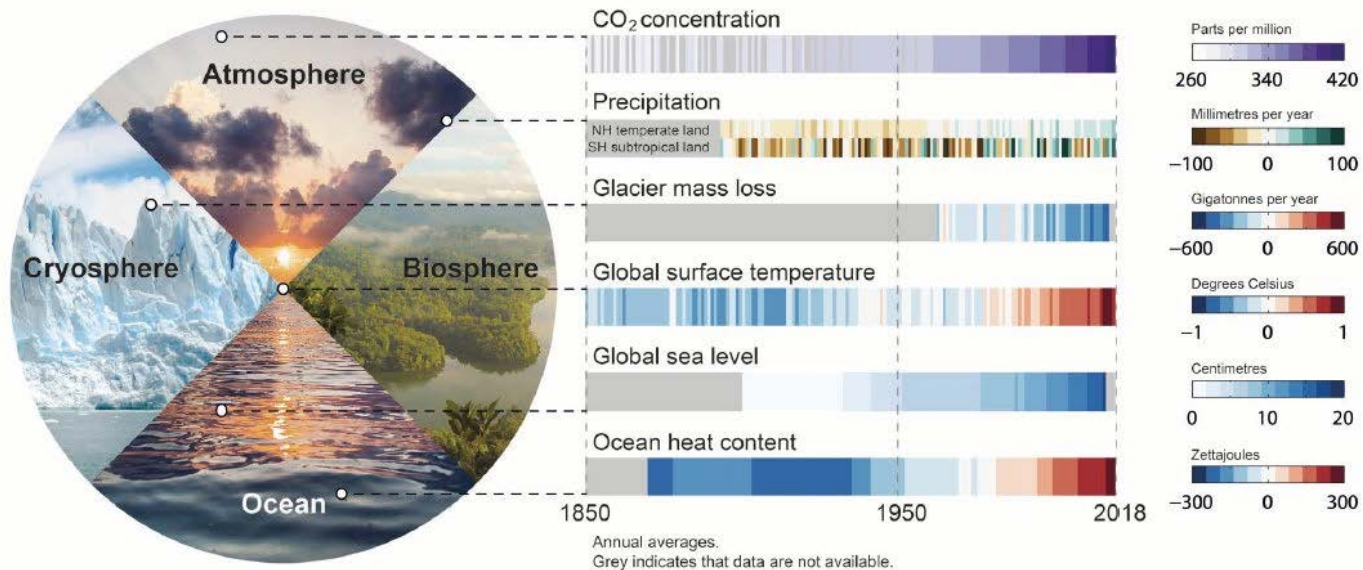 Atmosphere
Cryosphere
Biosphere
Ocean
CO₂ concentration
Precipitation
NH temperate land
SH subtropical land
Glacier mass loss
Global surface temperature
Global sea level
Ocean heat content
1850 1950 2018
Annual averages.
Grey indicates that data are not available.
Parts per million
260 340 420
Millimetres per year
−100 0 100
Gigatonnes per year
−600 0 600
Degrees Celsius
−1 0 1
Centimetres
0 10 20
Zettajoules
−300 0 300